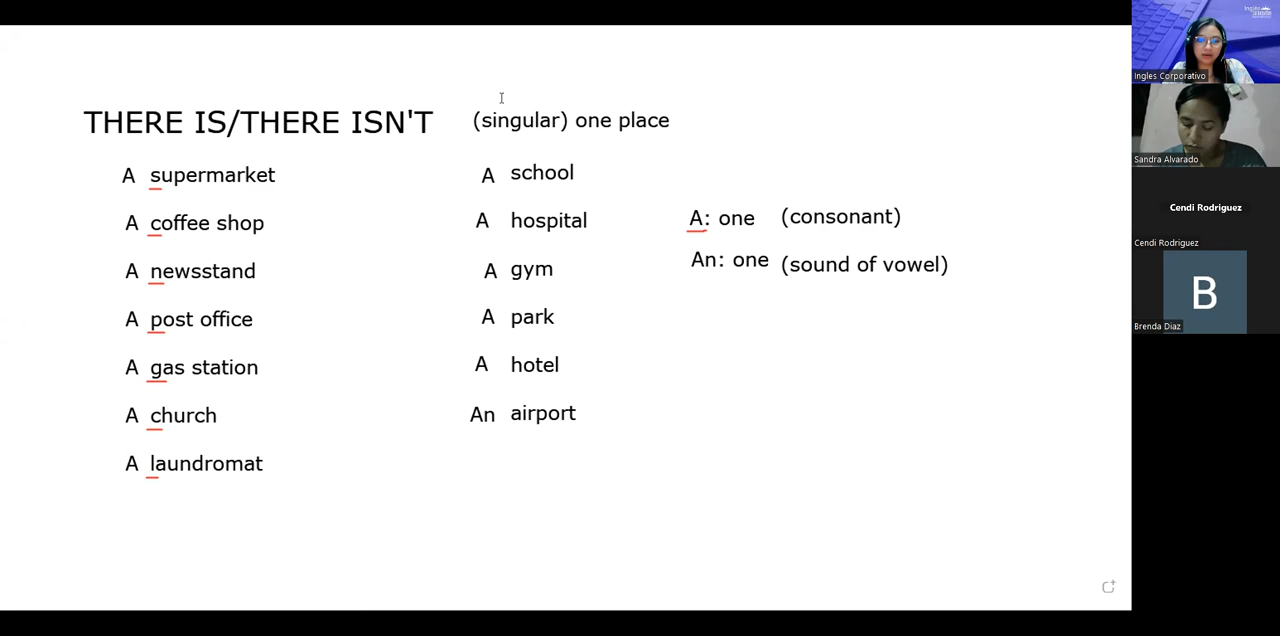 THERE IS/THERE ISN'T (singular) one place
A supermarket
A coffee shop
A newsstand
A post office
A gas station
A church
A laundromat
A school
A hospital
A gym
A park
A hotel
An airport
A: one (consonant)
An: one (sound of vowel)
Ingles Corporativo
Sandra Alvarado
Cendi Rodriguez
Cendi Rodriguez
B
Brenda Diaz